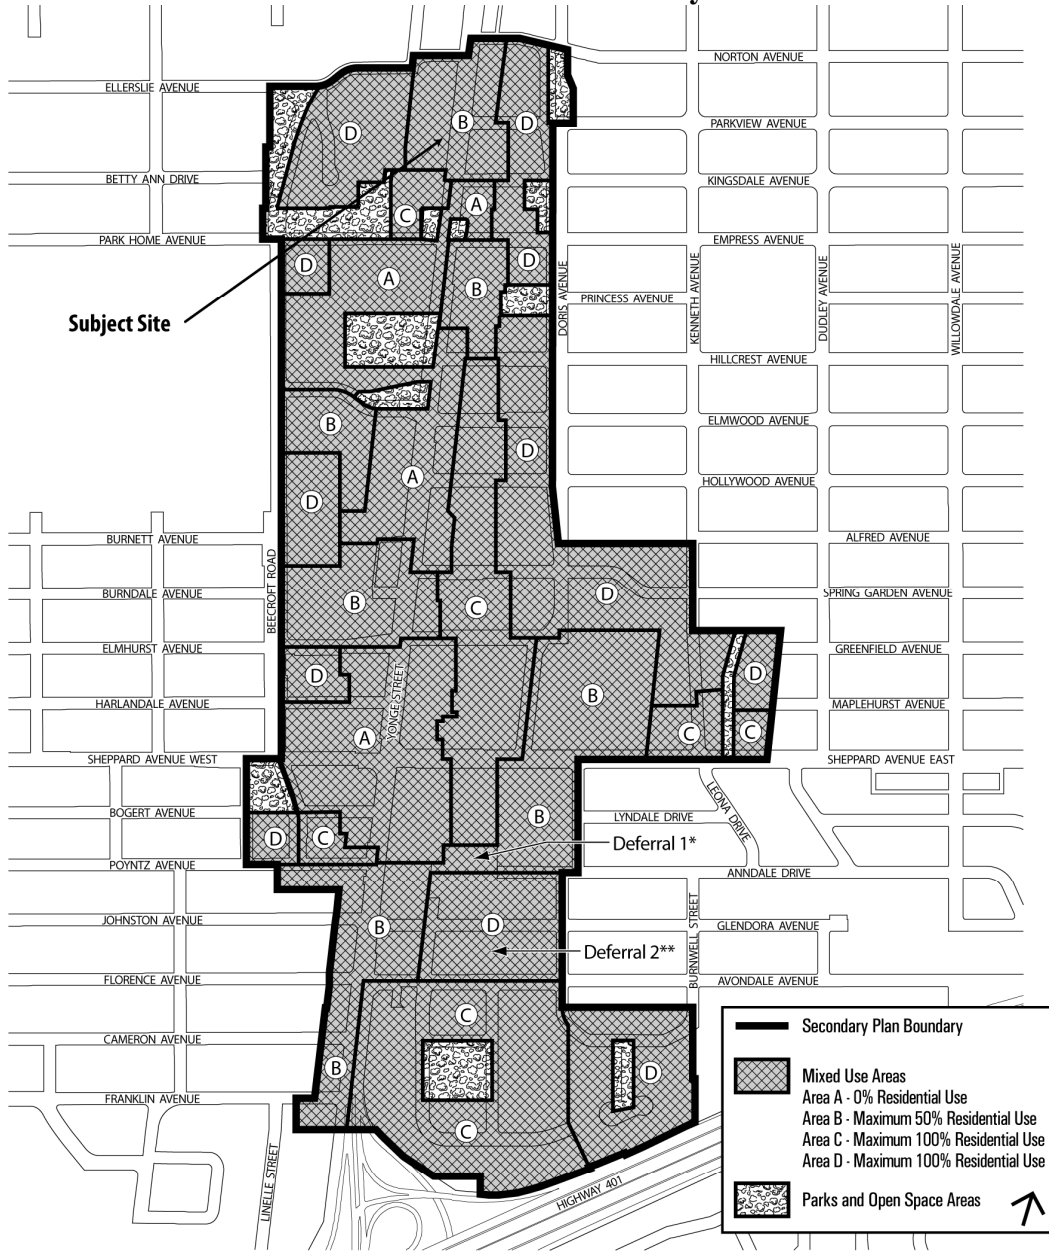 NORTON AVENUE
ELLERSLIE AVENUE
D
B
D
PARKVIEW AVENUE
BETTY ANN DRIVE
KINGSDALE AVENUE
A
C
PARK HOME AVENUE
EMPRESS AVENUE
D
D
A
B
DORIS AVENUE
PRINCESS AVENUE
KENNETH AVENUE
DUDLEY AVENUE
WILLOWDALE AVENUE
Subject Site
HILLCREST AVENUE
B
ELMWOOD AVENUE
D
A
HOLLYWOOD AVENUE
D
BURNETT AVENUE
ALFRED AVENUE
BEECROFT ROAD
BURNDALE AVENUE
B
C
D
SPRING GARDEN AVENUE
ELMHURST AVENUE
GREENFIELD AVENUE
D
D
YONGE STREET
B
HARLANDALE AVENUE
MAPLEHURST AVENUE
A
C
C
SHEPPARD AVENUE WEST
SHEPPARD AVENUE EAST
LEONA DRIVE
BOGERT AVENUE
B
LYNDALE DRIVE
D
C
Deferral 1*
POYNTZ AVENUE
ANNDALE DRIVE
BURNWELL STREET
JOHNSTON AVENUE
B
D
GLENDORA AVENUE
Deferral 2**
FLORENCE AVENUE
AVONDALE AVENUE
C
CAMERON AVENUE
B
D
FRANKLIN AVENUE
C
LINELLE STREET
HIGHWAY 401
Secondary Plan Boundary
Mixed Use Areas
Area A - 0% Residential Use
Area B - Maximum 50% Residential Use
Area C - Maximum 100% Residential Use
Area D - Maximum 100% Residential Use
Parks and Open Space Areas